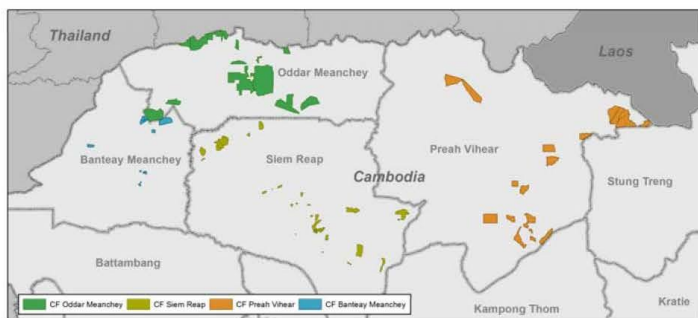 Thailand
Laos
Oddar Meanchey
Banteay Meanchey
Siem Reap
Preah Vihear
Cambodia
Stung Treng
Battambang
CF Oddar Meanchey CF Siem Reap CF Preah Vihear CF Banteay Meanchey
Kampong Thom
Kratie